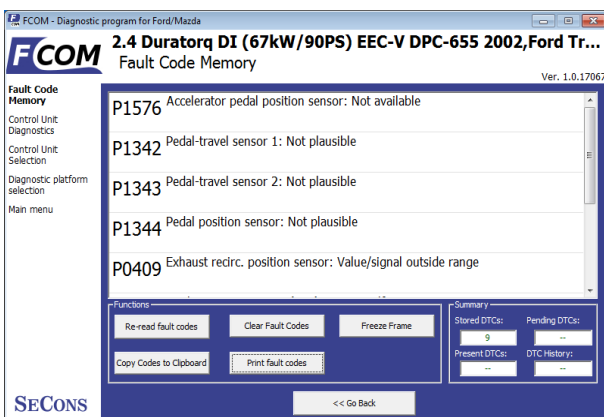 FCOM - Diagnostic program for Ford/Mazda
FCOM
2.4 Duratorq DI (67kW/90PS) EEC-V DPC-655 2002,Ford Tr...
Fault Code Memory
Ver. 1.0.17067
Fault Code
Memory
Control Unit
Diagnostics
Control Unit
Selection
Diagnostic platform
selection
Main menu
P1576 Accelerator pedal position sensor: Not available
P1342 Pedal-travel sensor 1: Not plausible
P1343 Pedal-travel sensor 2: Not plausible
P1344 Pedal position sensor: Not plausible
P0409 Exhaust recirc. position sensor: Value/signal outside range
Functions
Re-read fault codes
Clear Fault Codes
Freeze Frame
Copy Codes to Clipboard
Print fault codes
Summary
Stored DTCs:
Pending DTCs:
9
--
Present DTCs:
DTC History:
--
--
SECONS
<< Go Back